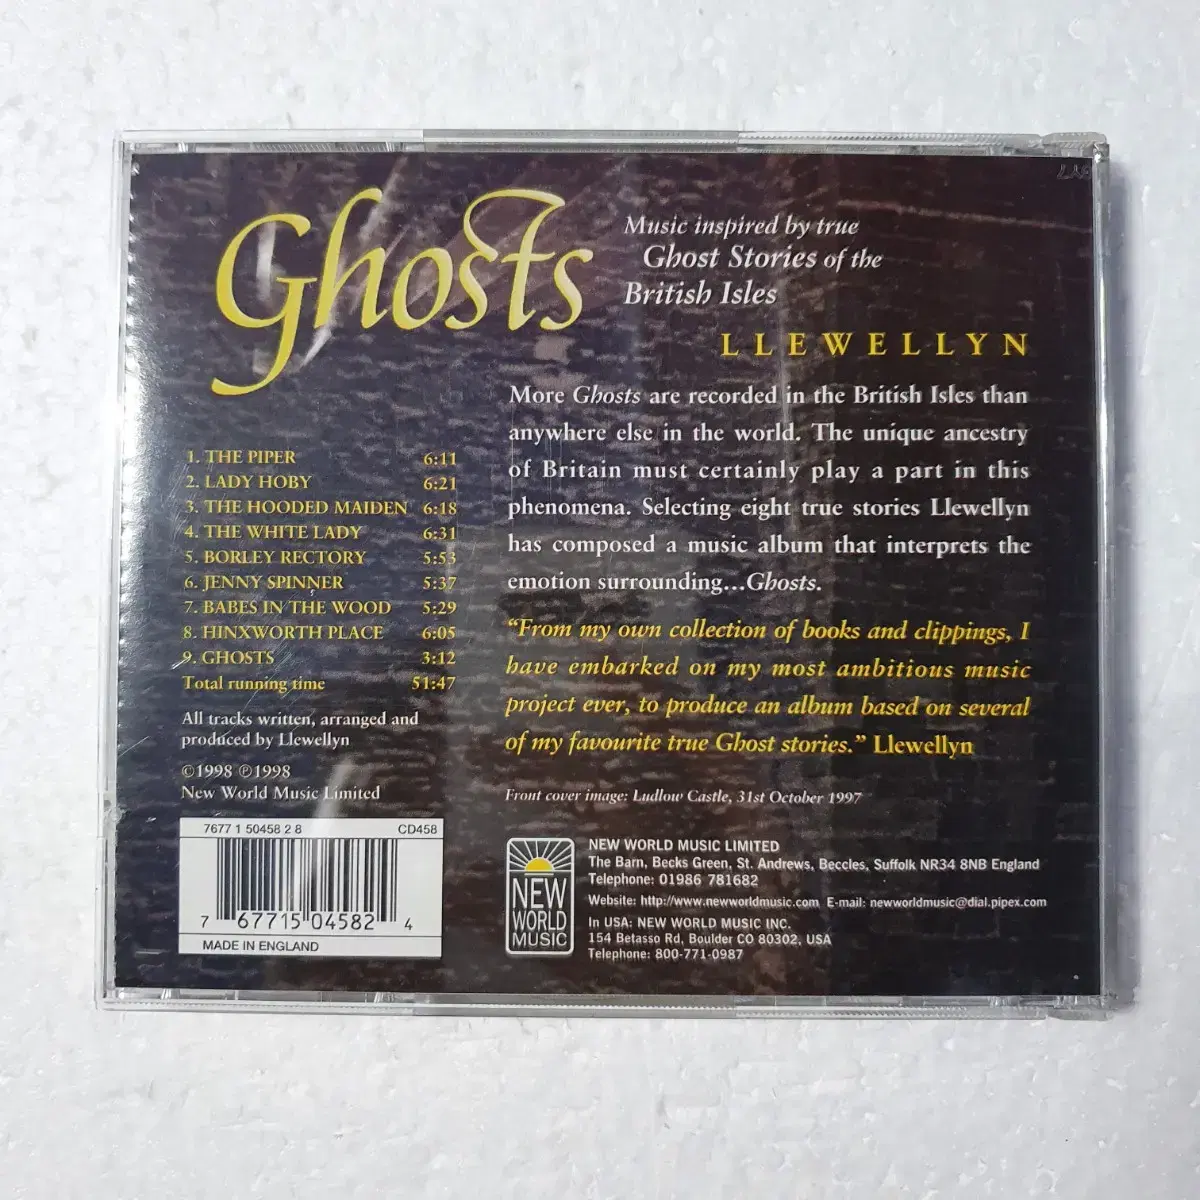 Ghosts
Music inspired by true
Ghost Stories of the
British Isles
LLEWELLYN
More Ghosts are recorded in the British Isles than
anywhere else in the world. The unique ancestry
of Britain must certainly play a part in this
phenomena. Selecting eight true stories Llewellyn
has composed a music album that interprets the
emotion surrounding...Ghosts.
"From my own collection of books and clippings, I
have embarked on my most ambitious music
project ever, to produce an album based on several
of my favourite true Ghost stories." Llewellyn
Front cover image: Ludlow Castle, 31st October 1997
1. THE PIPER 6:11
2. LADY HOBY 6:21
3. THE HOODED MAIDEN 6:18
4. THE WHITE LADY 6:31
5. BORLEY RECTORY 5:53
6. JENNY SPINNER 5:37
7. BABES IN THE WOOD 5:29
8. HINXWORTH PLACE 6:05
9. GHOSTS 3:12
Total running time 51:47
All tracks written, arranged and
produced by Llewellyn
©1998 ℗1998
New World Music Limited
7677 1 50458 2 8 CD458
7 67715 04582 4
MADE IN ENGLAND
NEW
WORLD
MUSIC
NEW WORLD MUSIC LIMITED
The Barn, Becks Green, St. Andrews, Beccles, Suffolk NR34 8NB England
Telephone: 01986 781682
Website: http://www.newworldmusic.com E-mail: newworldmusic@dial.pipex.com
In USA: NEW WORLD MUSIC INC.
154 Betasso Rd, Boulder CO 80302, USA
Telephone: 800-771-0987